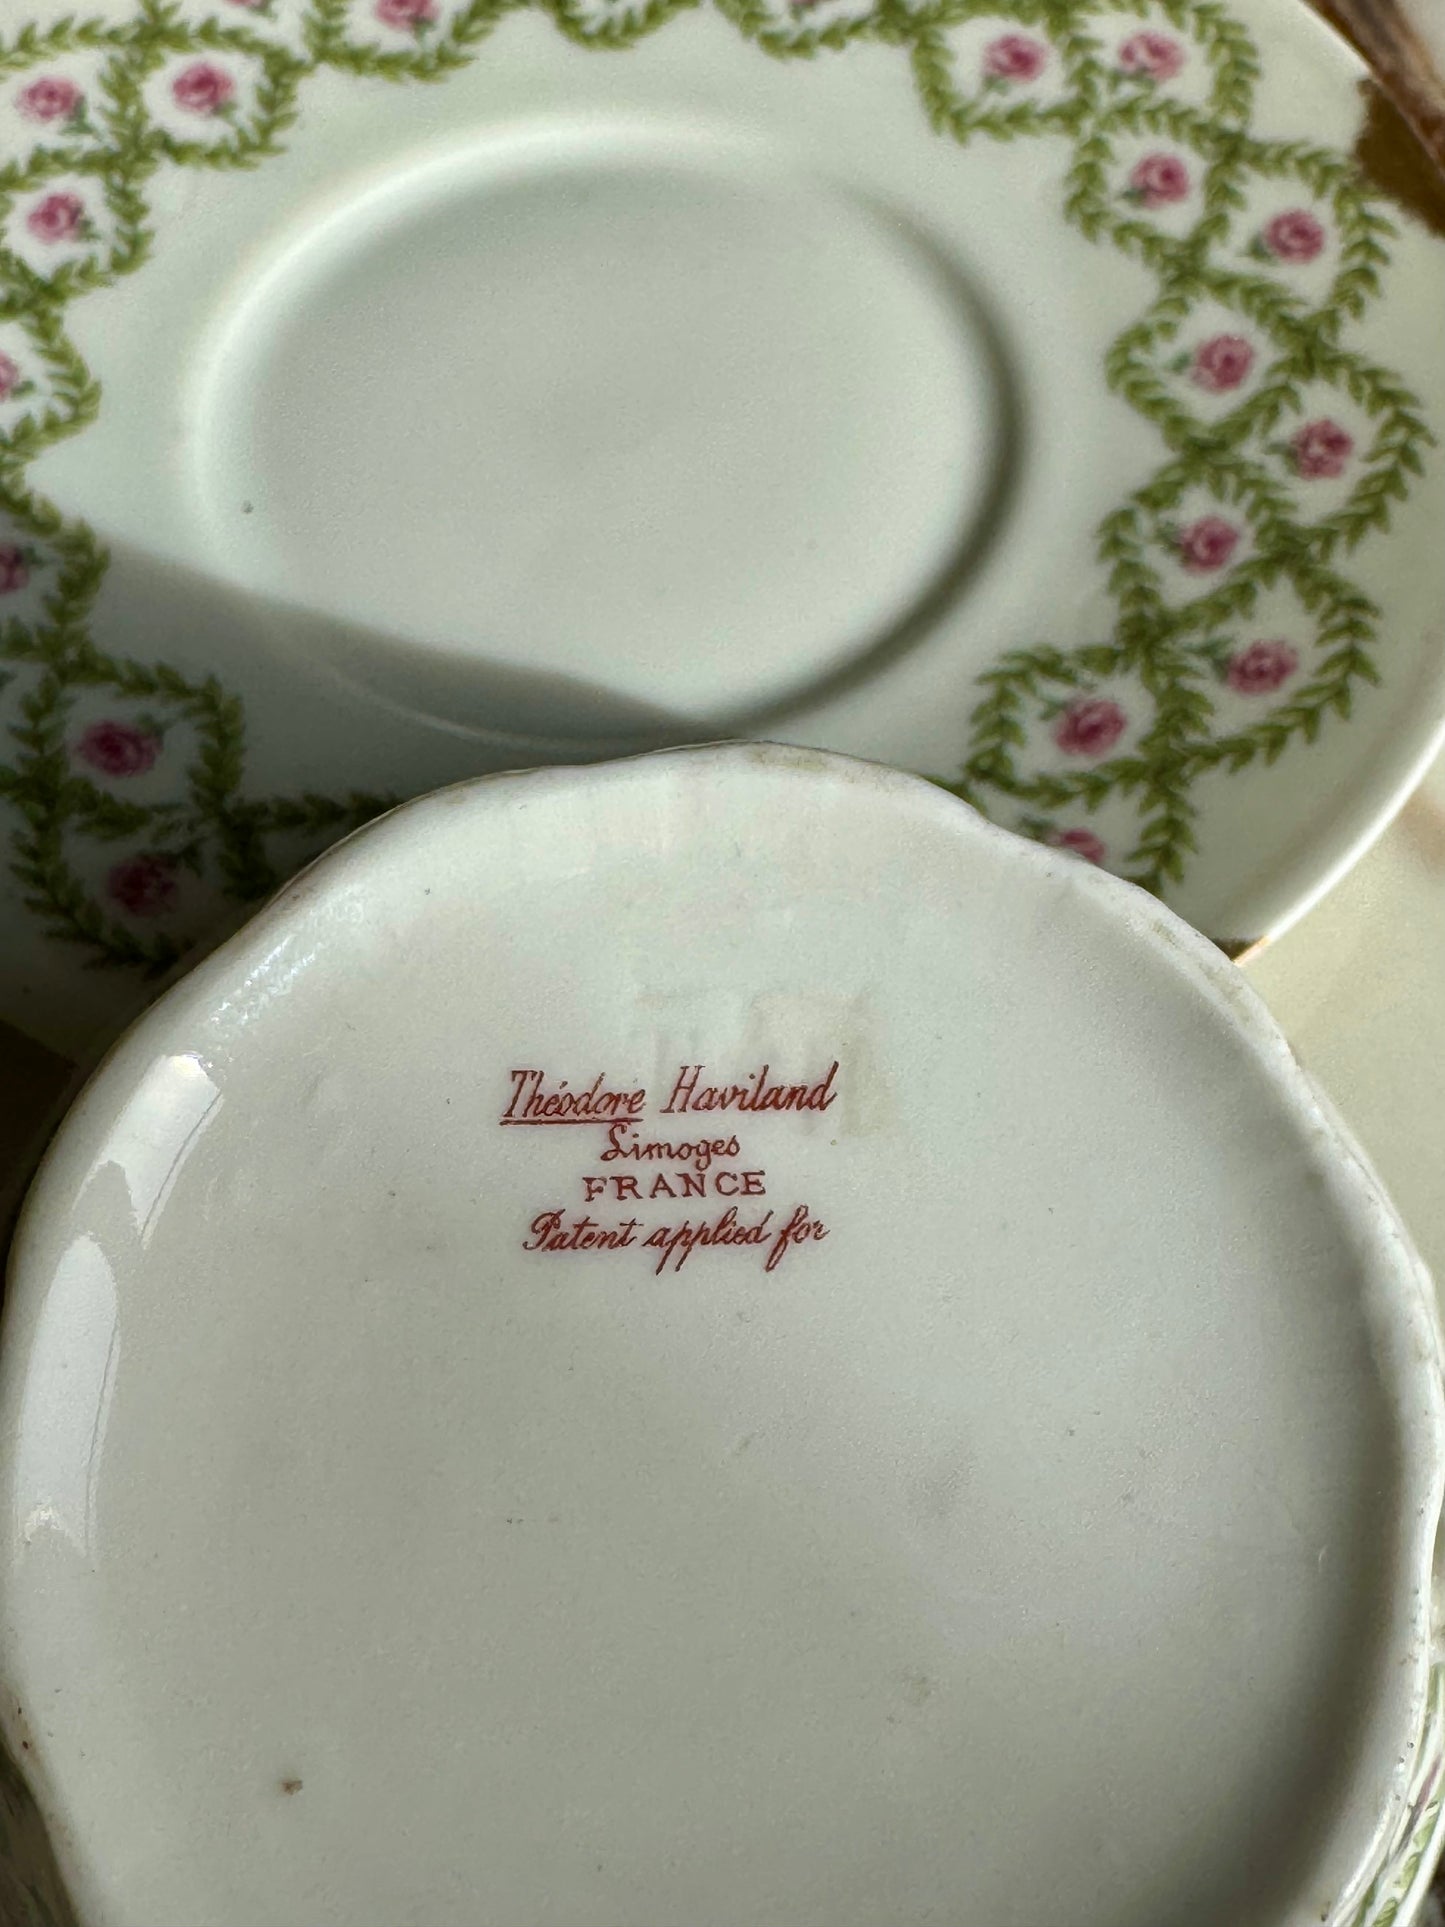 Théodore Haviland
Limoges
FRANCE
Patent applied for